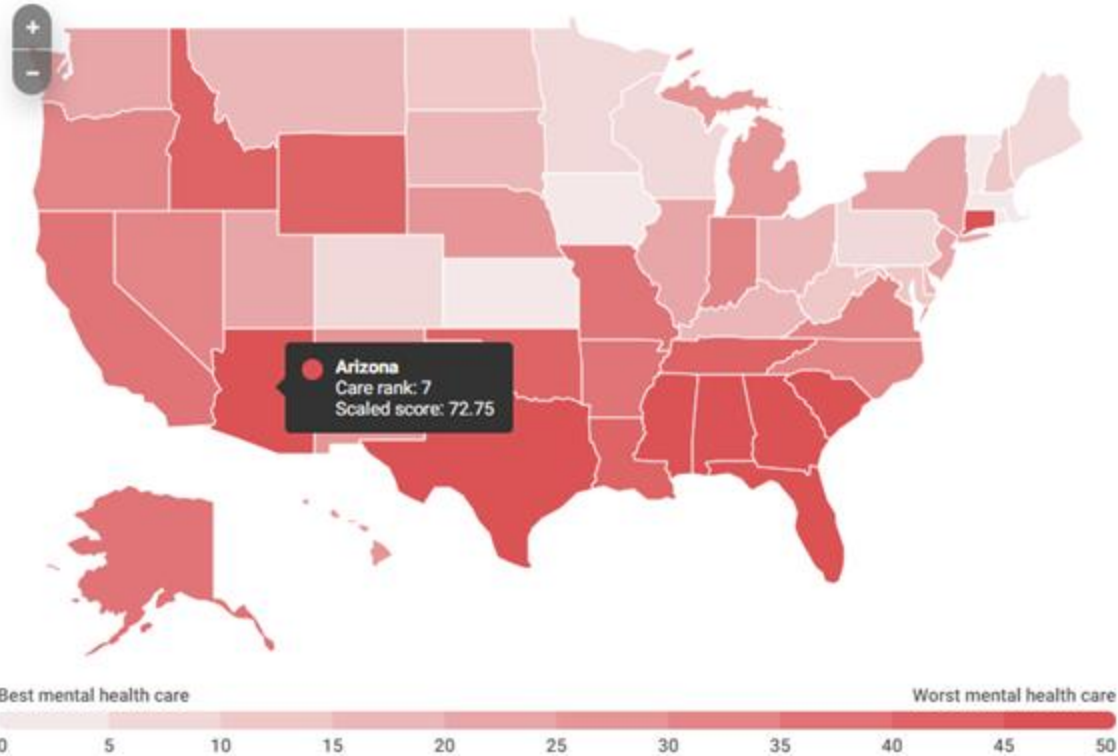 +
−
Arizona
Care rank: 7
Scaled score: 72.75
Best mental health care
Worst mental health care
0 5 10 15 20 25 30 35 40 45 50